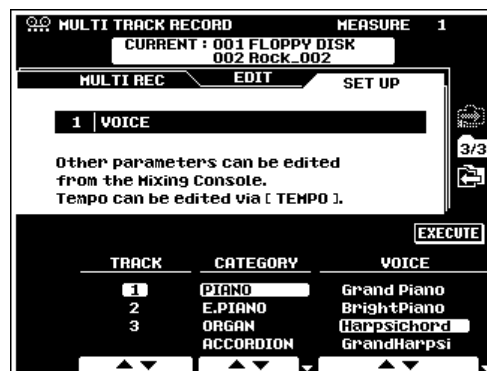 MULTI TRACK RECORD MEASURE 1
CURRENT : 001 FLOPPY DISK
002 Rock_002
MULTI REC EDIT SET UP
1 VOICE
3/3
Other parameters can be edited
from the Mixing Console.
Tempo can be edited via [ TEMPO ].
EXECUTE
TRACK CATEGORY VOICE
1 PIANO Grand Piano
2 E.PIANO BrightPiano
3 ORGAN Harpsichord
ACCORDION GrandHarpsi